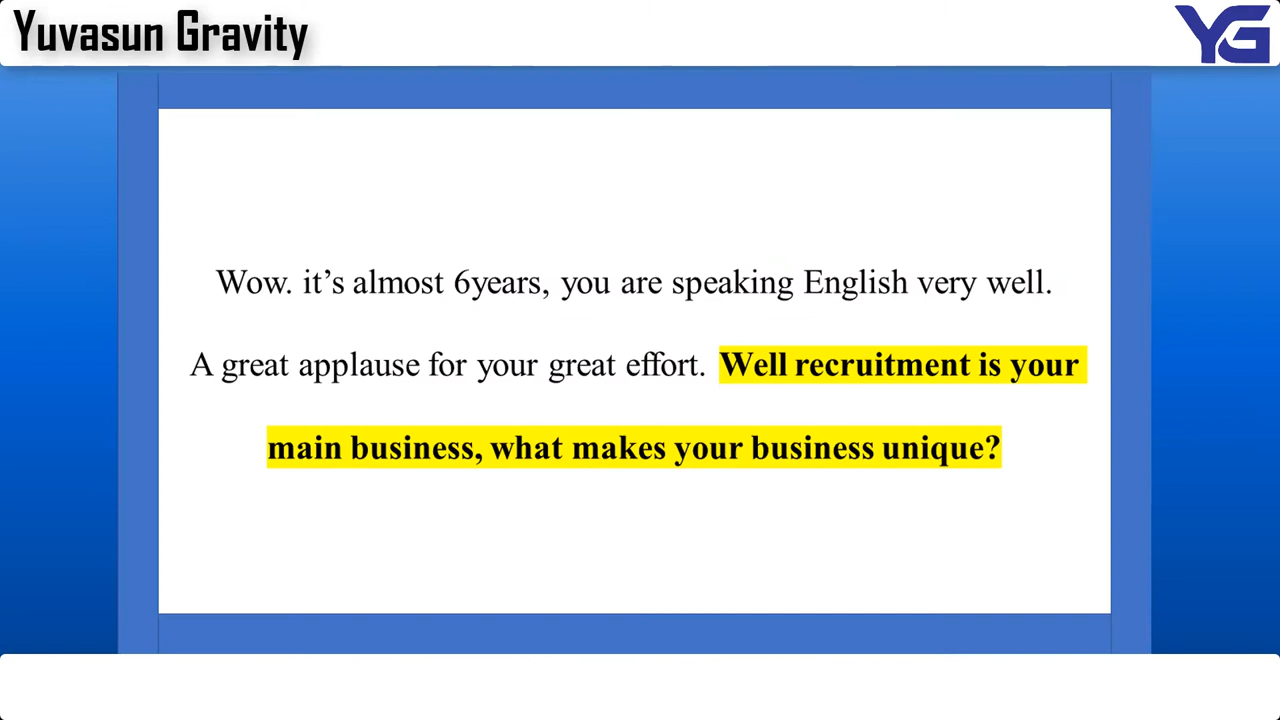 Yuvasun Gravity
YG
Wow. it’s almost 6years, you are speaking English very well.
A great applause for your great effort. Well recruitment is your
main business, what makes your business unique?